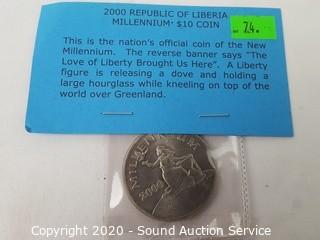 2000 REPUBLIC OF LIBERIA
MILLENNIUM· $10 COIN
74.
This is the nation's official coin of the New
Millennium. The reverse banner says "The
Love of Liberty Brought Us Here". A Liberty
figure is releasing a dove and holding a
large hourglass while kneeling on top of the
world over Greenland.
MILLENNIUM
2000
Copyright 2020 - Sound Auction Service